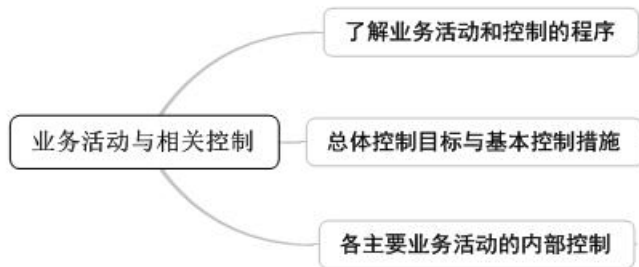 了解业务活动和控制的程序
业务活动与相关控制
总体控制目标与基本控制措施
各主要业务活动的内部控制